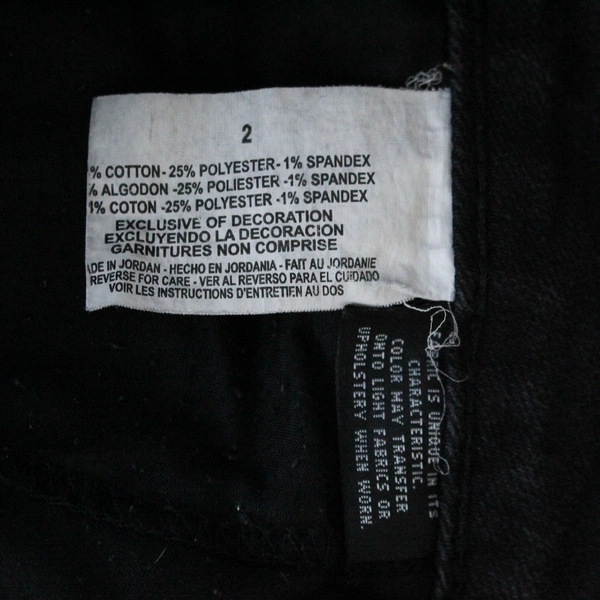 2
% COTTON - 25% POLYESTER - 1% SPANDEX
% ALGODON - 25% POLIESTER - 1% SPANDEX
% COTON - 25% POLYESTER - 1% SPANDEX
EXCLUSIVE OF DECORATION
EXCLUYENDO LA DECORACION
GARNITURES NON COMPRISE
ADE IN JORDAN - HECHO EN JORDANIA - FAIT AU JORDANIE
REVERSE FOR CARE - VER AL REVERSO PARA EL CUIDADO
VOIR LES INSTRUCTIONS D'ENTRETIEN AU DOS
IS UNIQUE IN ITS
CHARACTERISTIC.
COLOR MAY TRANSFER
ONTO LIGHT FABRICS OR
UPHOLSTERY WHEN WORN.